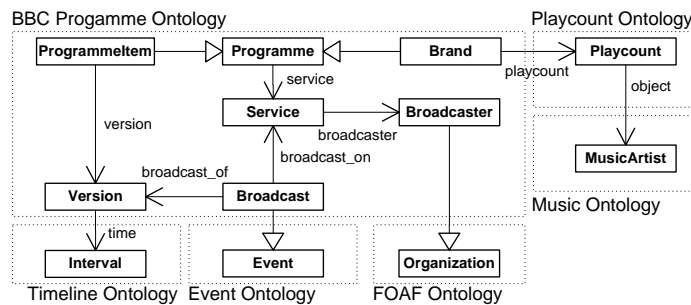 BBC Progamme Ontology
Playcount Ontology
ProgrammeItem
Programme
Brand
Playcount
playcount
service
object
Service
Broadcaster
version
broadcaster
broadcast_on
MusicArtist
broadcast_of
Version
Broadcast
Music Ontology
time
Interval
Event
Organization
Timeline Ontology
Event Ontology
FOAF Ontology